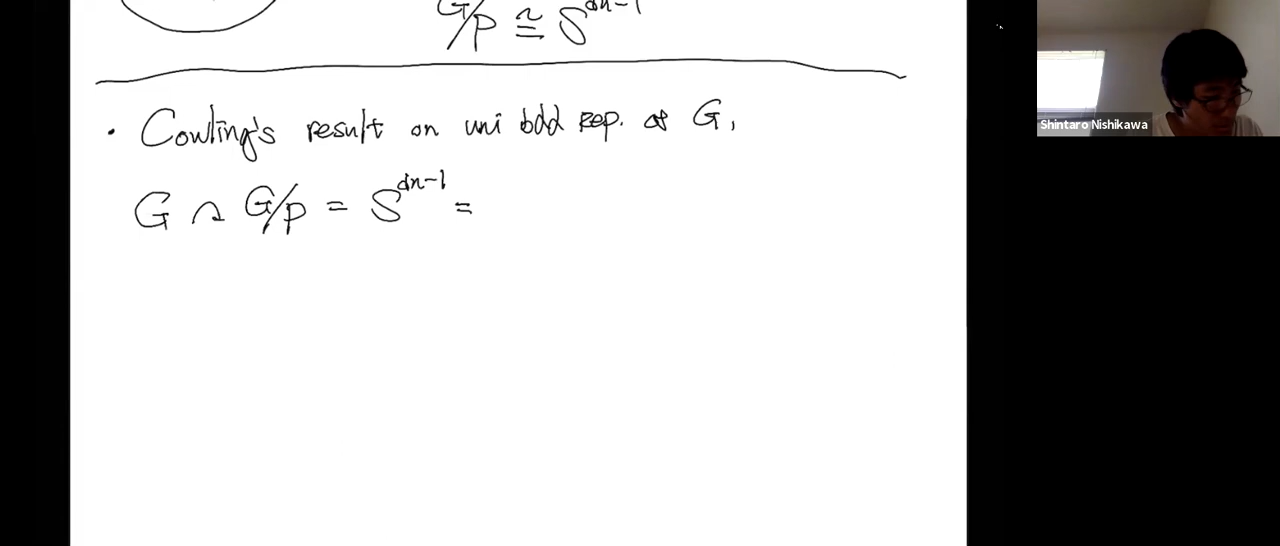 G/P ≅ S^{dn-1}
• Cowling's result on uni bdd rep. of G,
G ↷ G/P = S^{dn-1} =
Shintaro Nishikawa